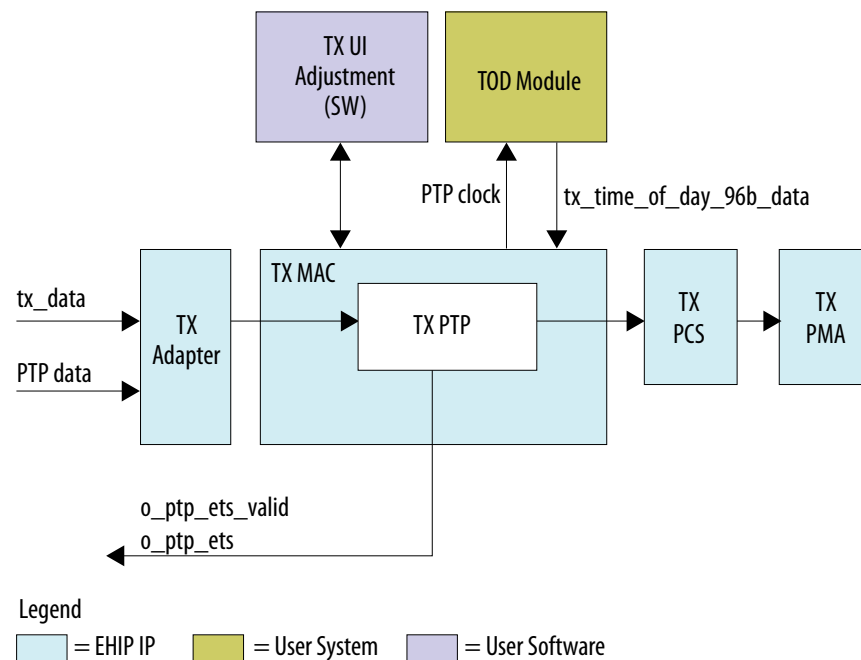 TX UI
Adjustment
(SW)
TOD Module
PTP clock
tx_time_of_day_96b_data
TX MAC
tx_data
TX
Adapter
TX PTP
TX
PCS
TX
PMA
PTP data
o_ptp_ets_valid
o_ptp_ets
Legend
= EHIP IP
= User System
= User Software